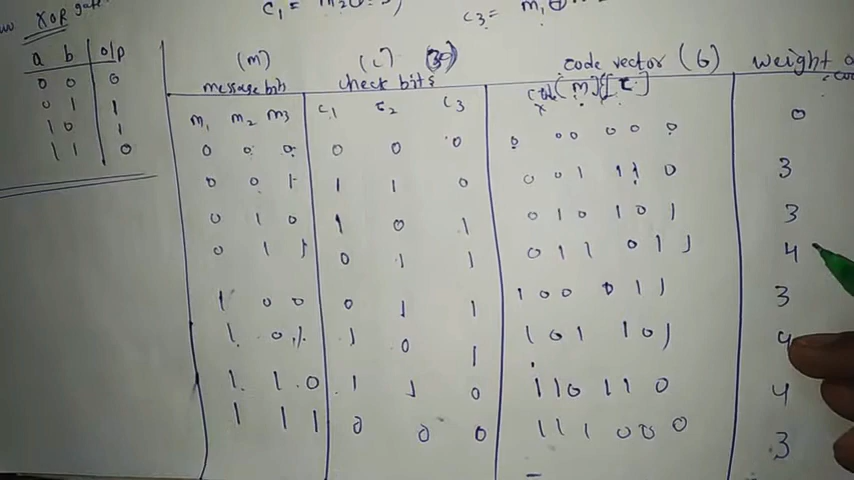 C1 = m2
C3 = m1 ⊕
XOR gate
a b o/p
0 0 0
0 1 1
1 0 1
1 1 0
(m) (C) code vector (G) weight o
message bits check bits [m][C]
m1 m2 m3 C1 C2 C3
0 0 0 0 0 0 0 0 0 0 0 0 0
0 0 1 1 1 0 0 0 1 1 1 0 3
0 1 0 1 0 1 0 1 0 1 0 1 3
0 1 1 0 1 1 0 1 1 0 1 1 4
1 0 0 0 1 1 1 0 0 0 1 1 3
1 0 1 1 0 1 1 0 1 1 0 1 4
1 1 0 1 1 0 1 1 0 1 1 0 4
1 1 1 0 0 0 1 1 1 0 0 0 3